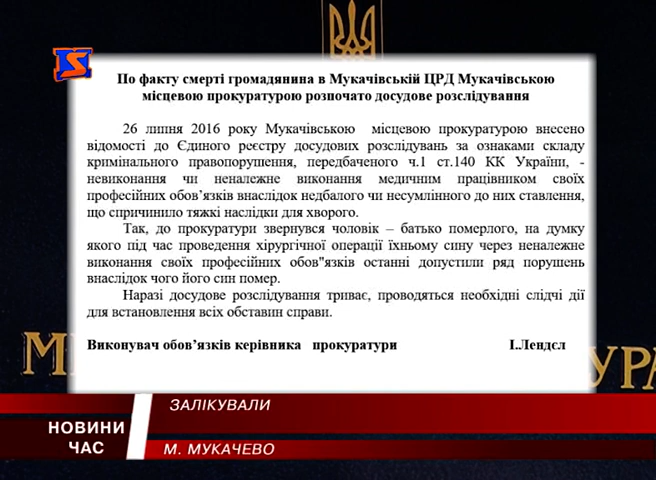 По факту смерті громадянина в Мукачівській ЦРД Мукачівською
місцевою прокуратурою розпочато досудове розслідування
26 липня 2016 року Мукачівською місцевою прокуратурою внесено
відомості до Єдиного реєстру досудових розслідувань за ознаками складу
кримінального правопорушення, передбаченого ч.1 ст.140 КК України, -
невиконання чи неналежне виконання медичним працівником своїх
професійних обов’язків внаслідок недбалого чи несумлінного до них ставлення,
що спричинило тяжкі наслідки для хворого.
Так, до прокуратури звернувся чоловік – батько померлого, на думку
якого під час проведення хірургічної операції їхньому сину через неналежне
виконання своїх професійних обов"язків останні допустили ряд порушень
внаслідок чого його син помер.
Наразі досудове розслідування триває, проводяться необхідні слідчі дії
для встановлення всіх обставин справи.
Виконувач обов’язків керівника прокуратури І.Лендєл
ЗАЛІКУВАЛИ
НОВИНИ
ЧАС
М. МУКАЧЕВО